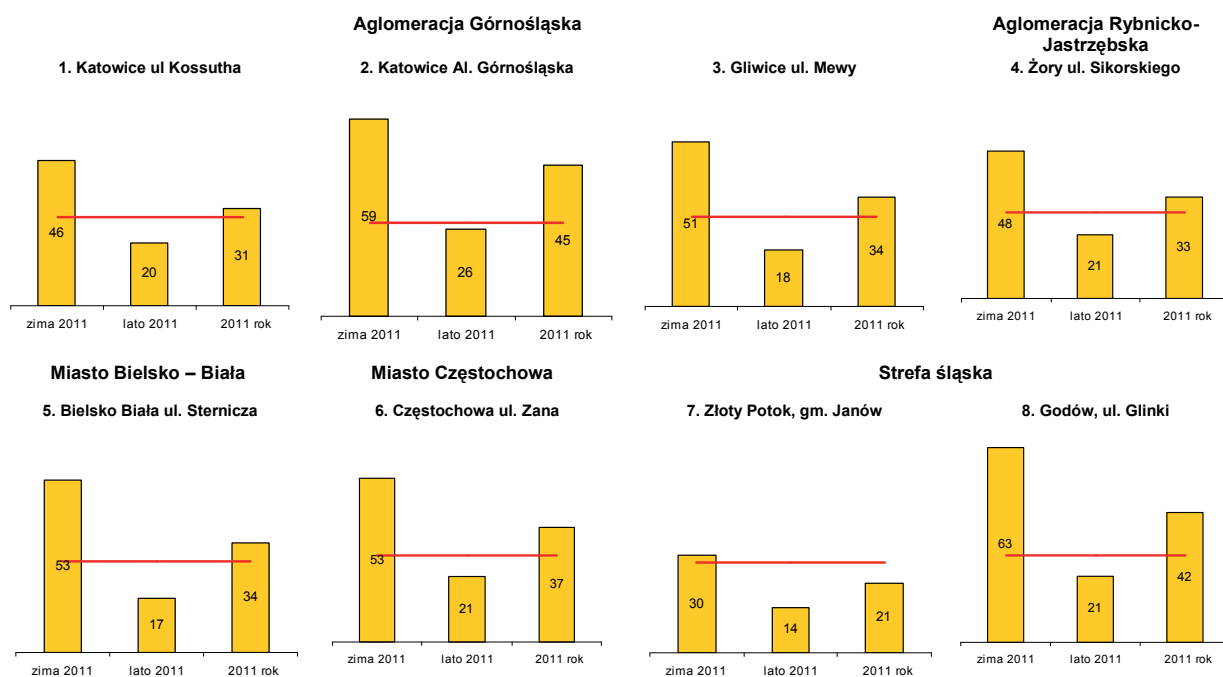 Aglomeracja Górnośląska
Aglomeracja Rybnicko-
Jastrzębska
1. Katowice ul Kossutha
2. Katowice Al. Górnośląska
3. Gliwice ul. Mewy
4. Żory ul. Sikorskiego
46
20
31
zima 2011
lato 2011
2011 rok
59
26
45
zima 2011
lato 2011
2011 rok
51
18
34
zima 2011
lato 2011
2011 rok
48
21
33
zima 2011
lato 2011
2011 rok
Miasto Bielsko – Biała
Miasto Częstochowa
Strefa śląska
5. Bielsko Biała ul. Sternicza
6. Częstochowa ul. Zana
7. Złoty Potok, gm. Janów
8. Godów, ul. Glinki
53
17
34
zima 2011
lato 2011
2011 rok
53
21
37
zima 2011
lato 2011
2011 rok
30
14
21
zima 2011
lato 2011
2011 rok
63
21
42
zima 2011
lato 2011
2011 rok